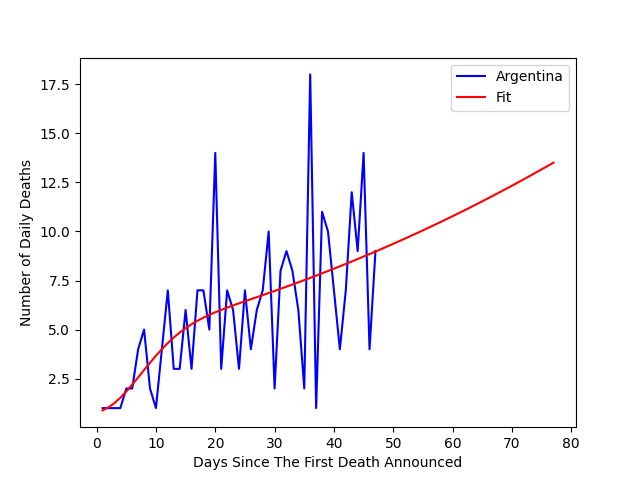 Argentina
Fit
17.5
15.0
12.5
10.0
7.5
5.0
2.5
Number of Daily Deaths
0 10 20 30 40 50 60 70 80
Days Since The First Death Announced